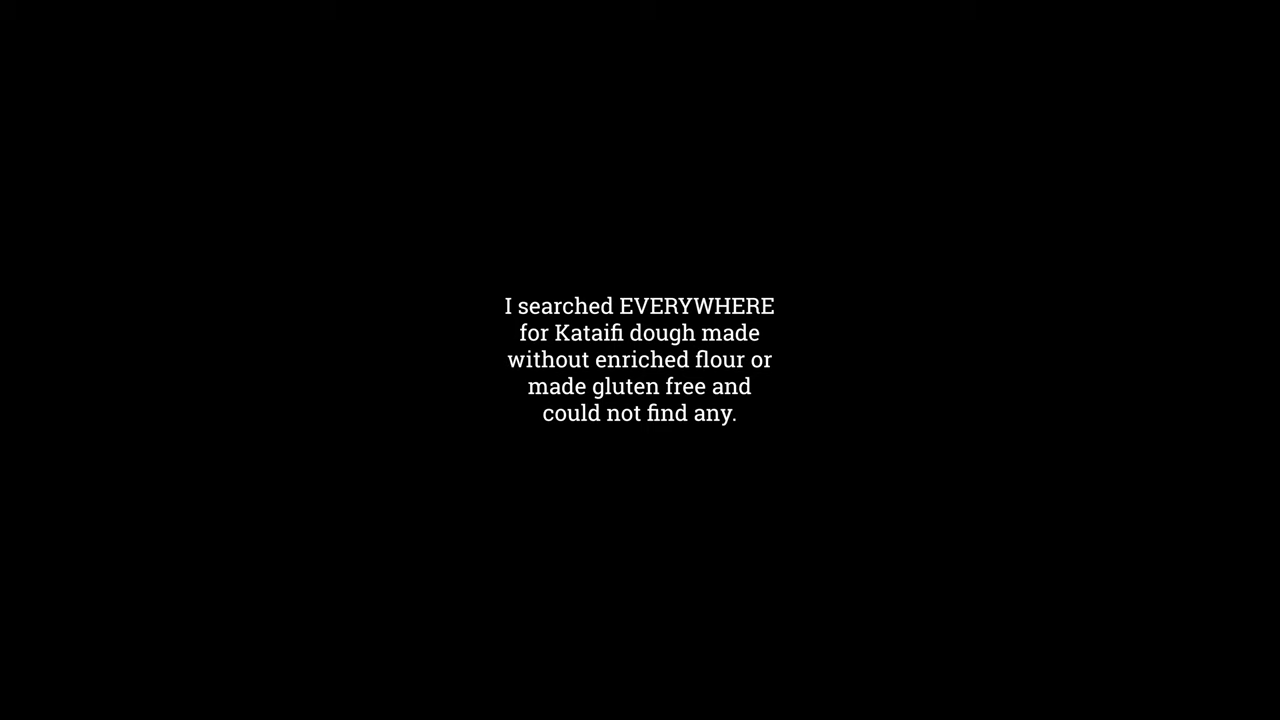 I searched EVERYWHERE
for Kataifi dough made
without enriched flour or
made gluten free and
could not find any.